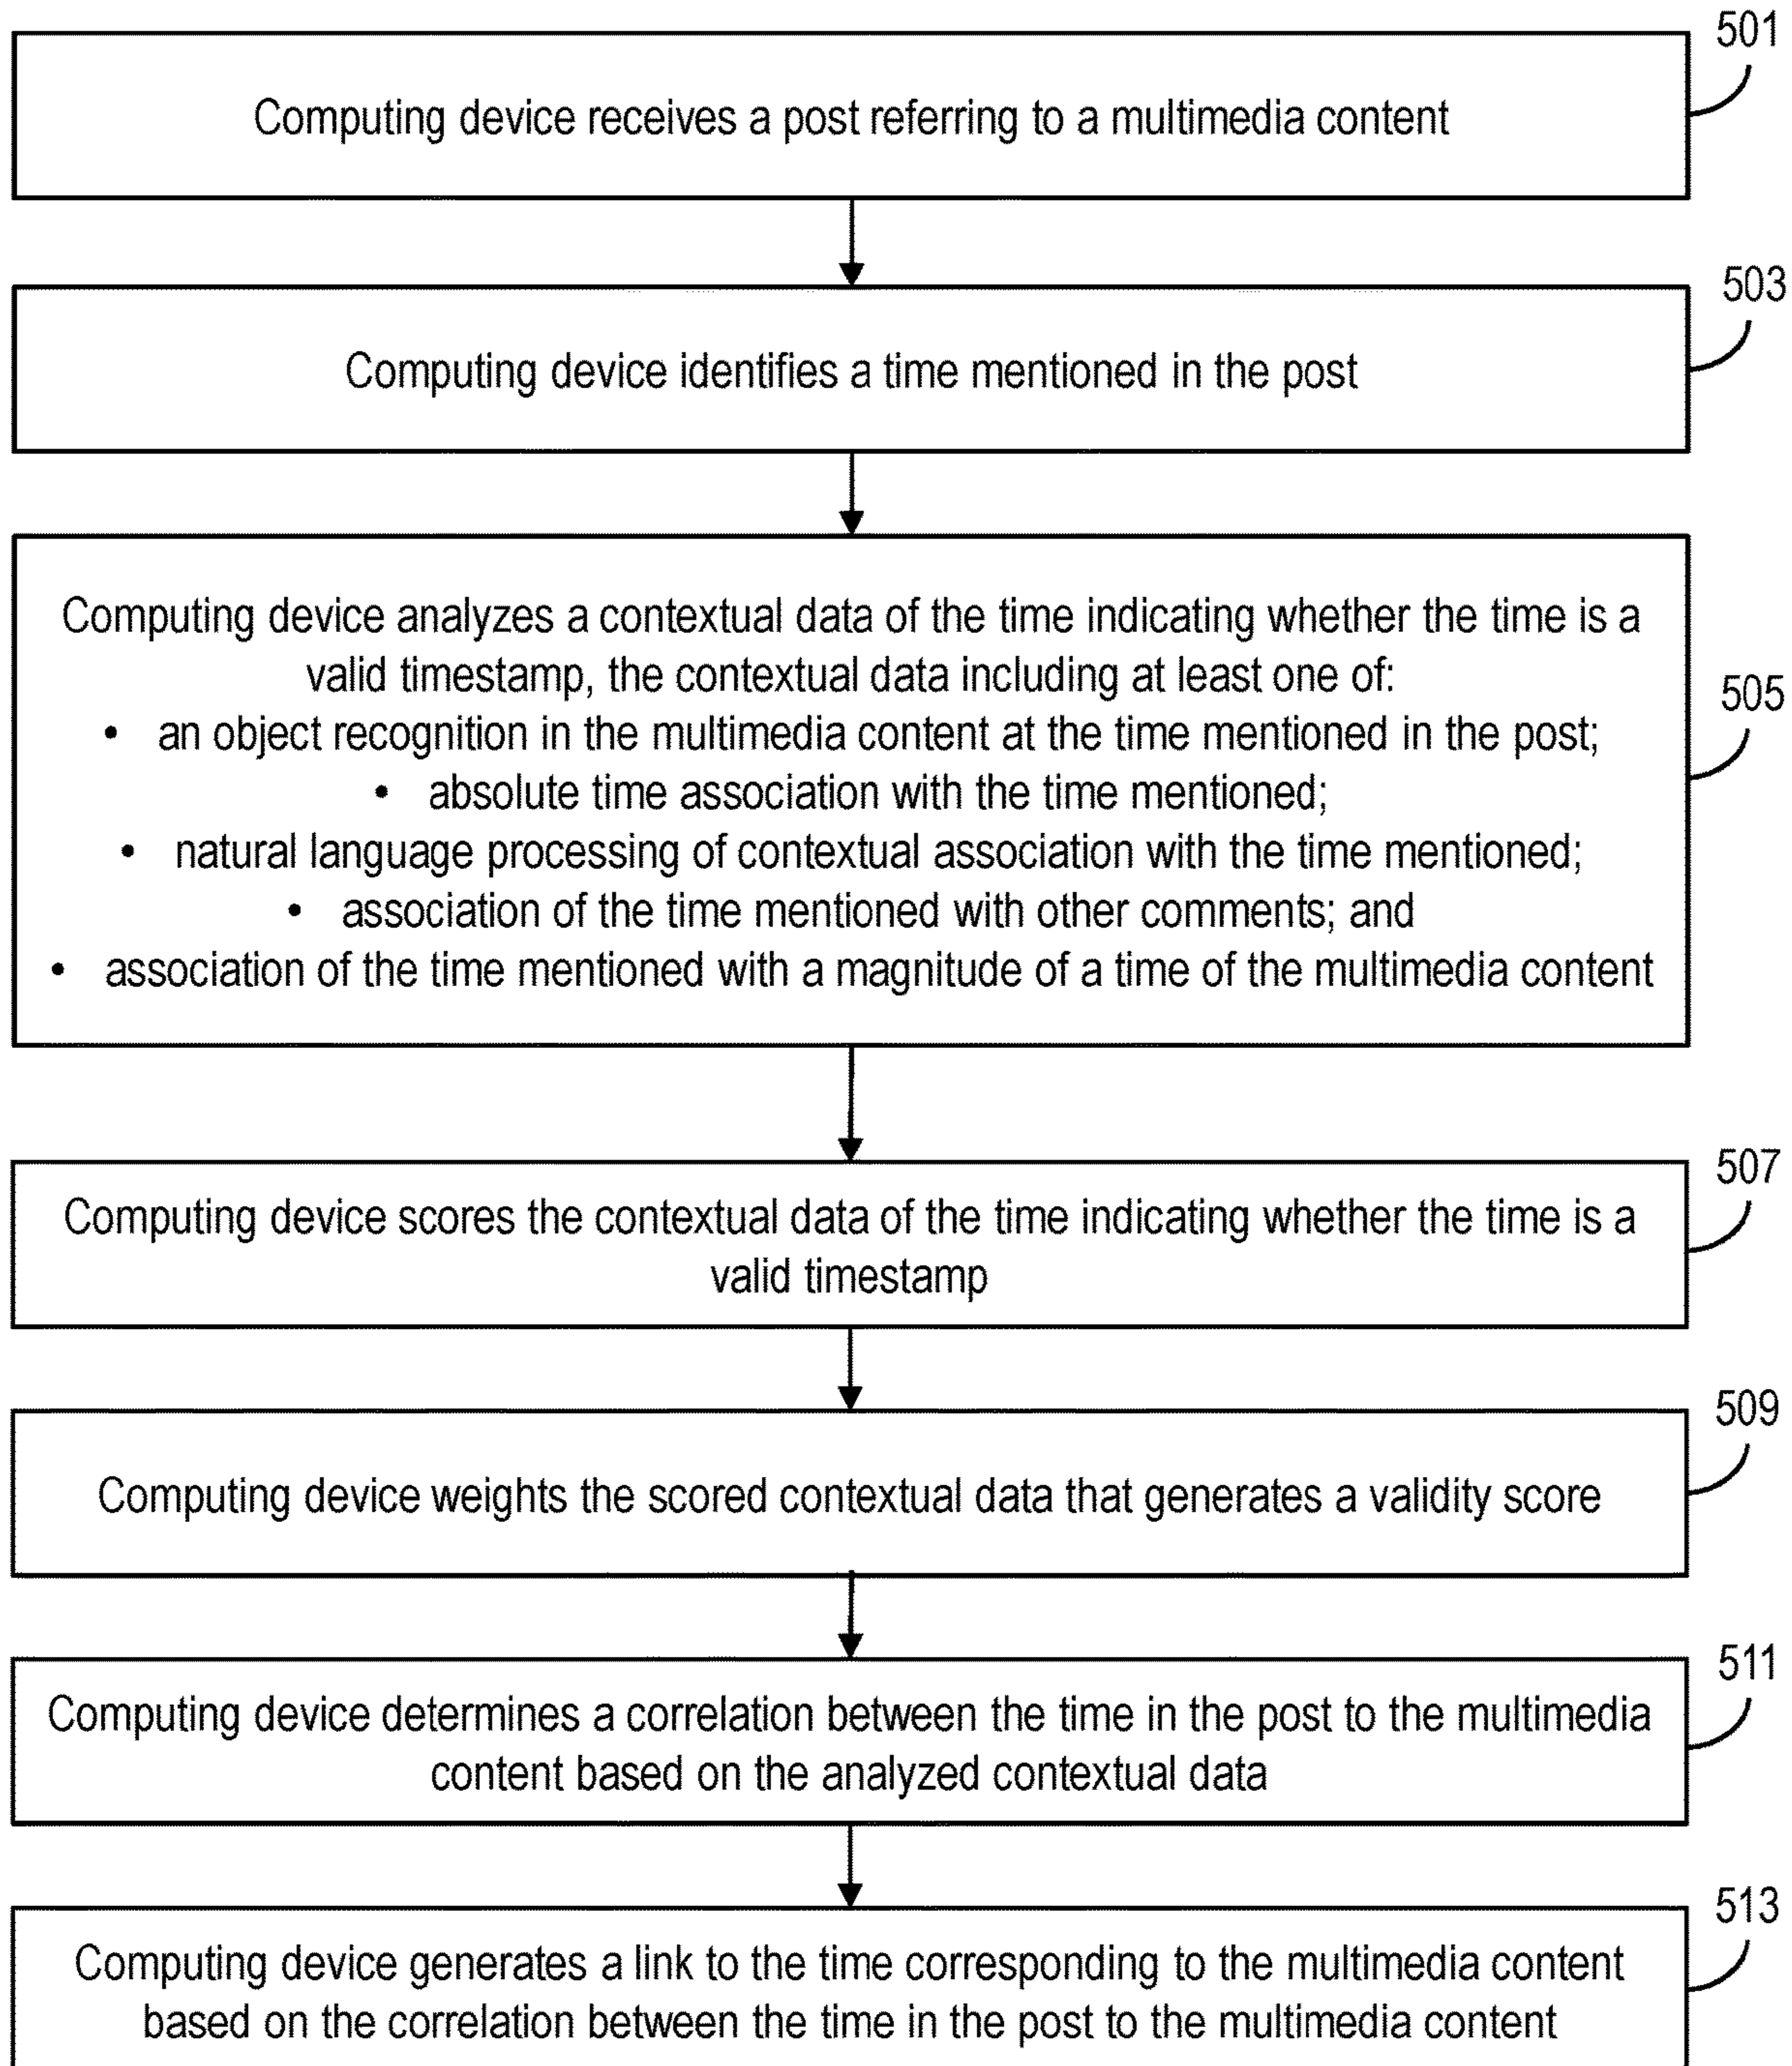 501
Computing device receives a post referring to a multimedia content
503
Computing device identifies a time mentioned in the post
Computing device analyzes a contextual data of the time indicating whether the time is a
valid timestamp, the contextual data including at least one of:
505
• an object recognition in the multimedia content at the time mentioned in the post;
• absolute time association with the time mentioned;
• natural language processing of contextual association with the time mentioned;
• association of the time mentioned with other comments; and
• association of the time mentioned with a magnitude of a time of the multimedia content
507
Computing device scores the contextual data of the time indicating whether the time is a
valid timestamp
509
Computing device weights the scored contextual data that generates a validity score
511
Computing device determines a correlation between the time in the post to the multimedia
content based on the analyzed contextual data
513
Computing device generates a link to the time corresponding to the multimedia content
based on the correlation between the time in the post to the multimedia content